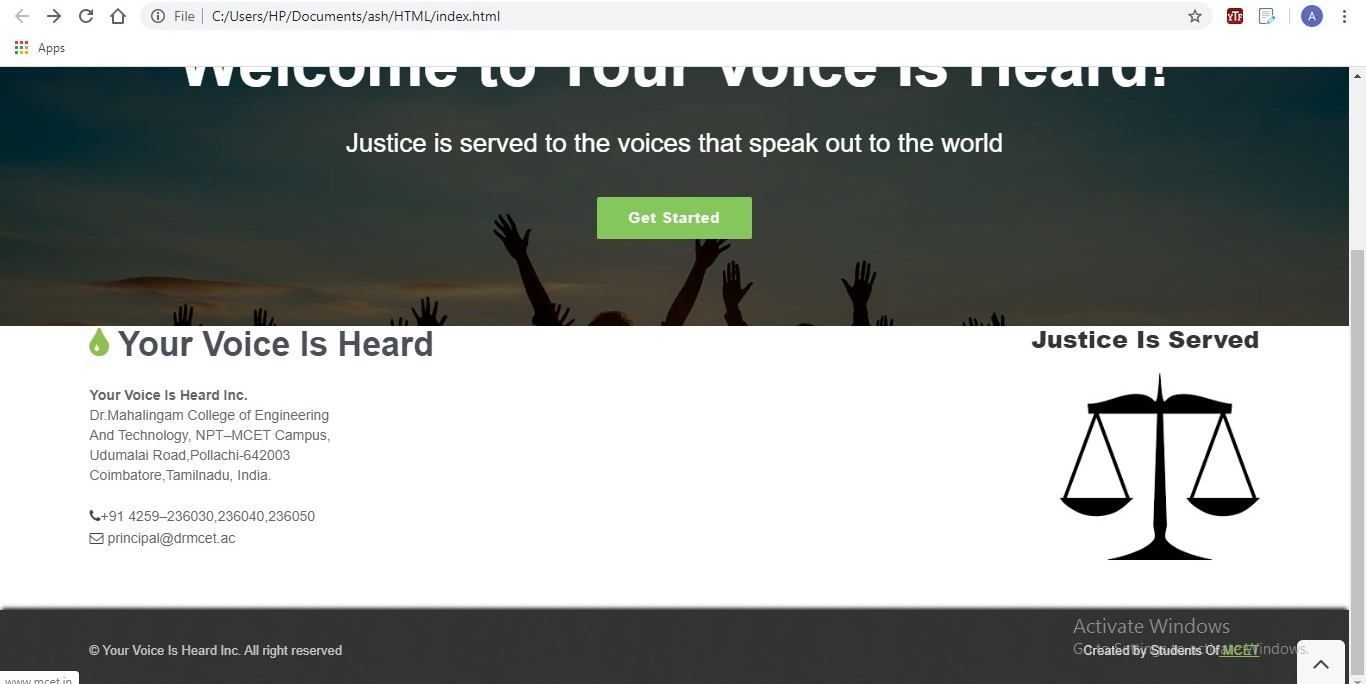 File | C:/Users/HP/Documents/ash/HTML/index.html
YTF
A
Apps
Welcome to Your Voice Is Heard!
Justice is served to the voices that speak out to the world
Get Started
Your Voice Is Heard
Justice Is Served
Your Voice Is Heard Inc.
Dr.Mahalingam College of Engineering
And Technology, NPT–MCET Campus,
Udumalai Road,Pollachi-642003
Coimbatore,Tamilnadu, India.
+91 4259–236030,236040,236050
principal@drmcet.ac
Activate Windows
Go to Settings to activate Windows.
© Your Voice Is Heard Inc. All right reserved
Created by Students Of MCET
www.mcet.in